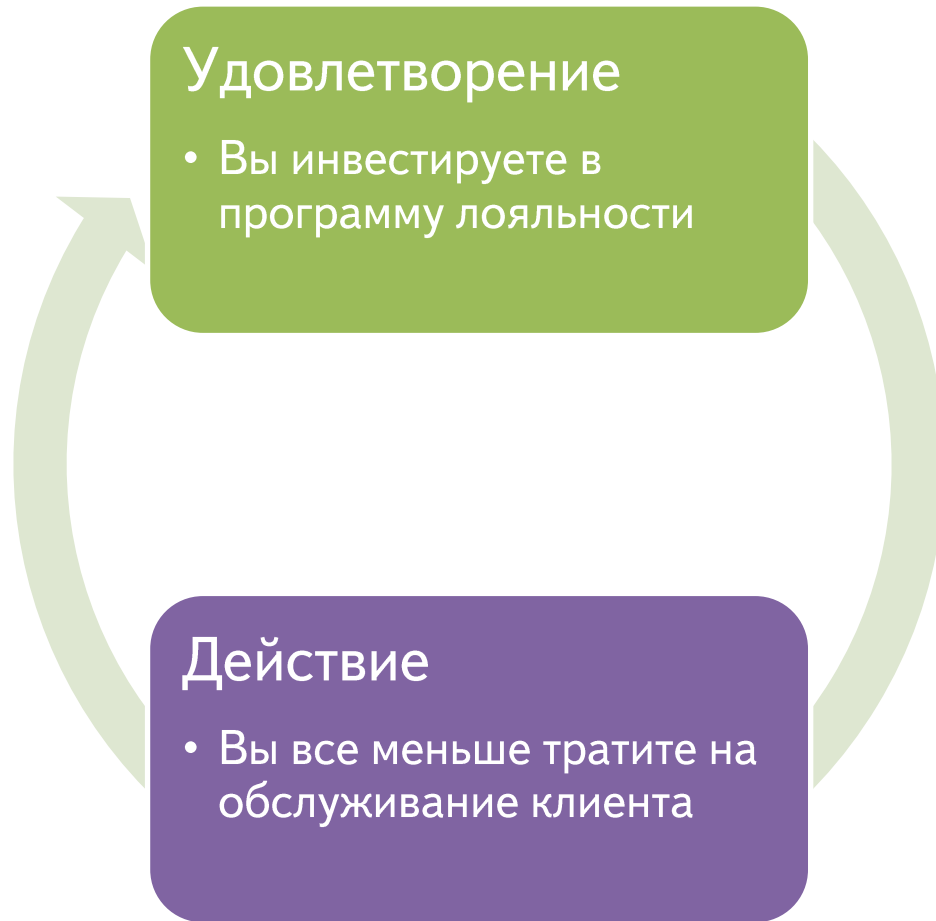 Удовлетворение
• Вы инвестируете в
программу лояльности
Действие
• Вы все меньше тратите на
обслуживание клиента